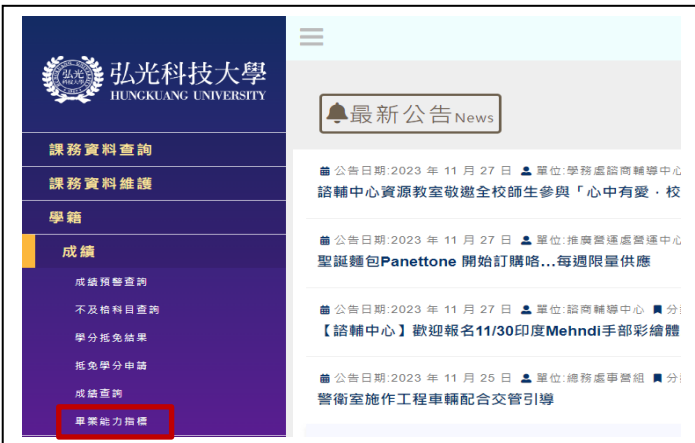 弘光科技大學
HUNGKUANG UNIVERSITY
課務資料查詢
課務資料維護
學籍
成績
成績預警查詢
不及格科目查詢
學分抵免結果
抵免學分申請
成績查詢
畢業能力指標
最新公告News
公告日期:2023 年 11 月 27 日 單位:學務處諮商輔導中心
諮輔中心資源教室敬邀全校師生參與「心中有愛‧校
公告日期:2023 年 11 月 27 日 單位:推廣營運處營運中心
聖誕麵包Panettone 開始訂購咯...每週限量供應
公告日期:2023 年 11 月 27 日 單位:諮商輔導中心 分
【諮輔中心】歡迎報名11/30印度Mehndi手部彩繪體
公告日期:2023 年 11 月 25 日 單位:總務處事營組 分
警衛室施作工程車輛配合交管引導